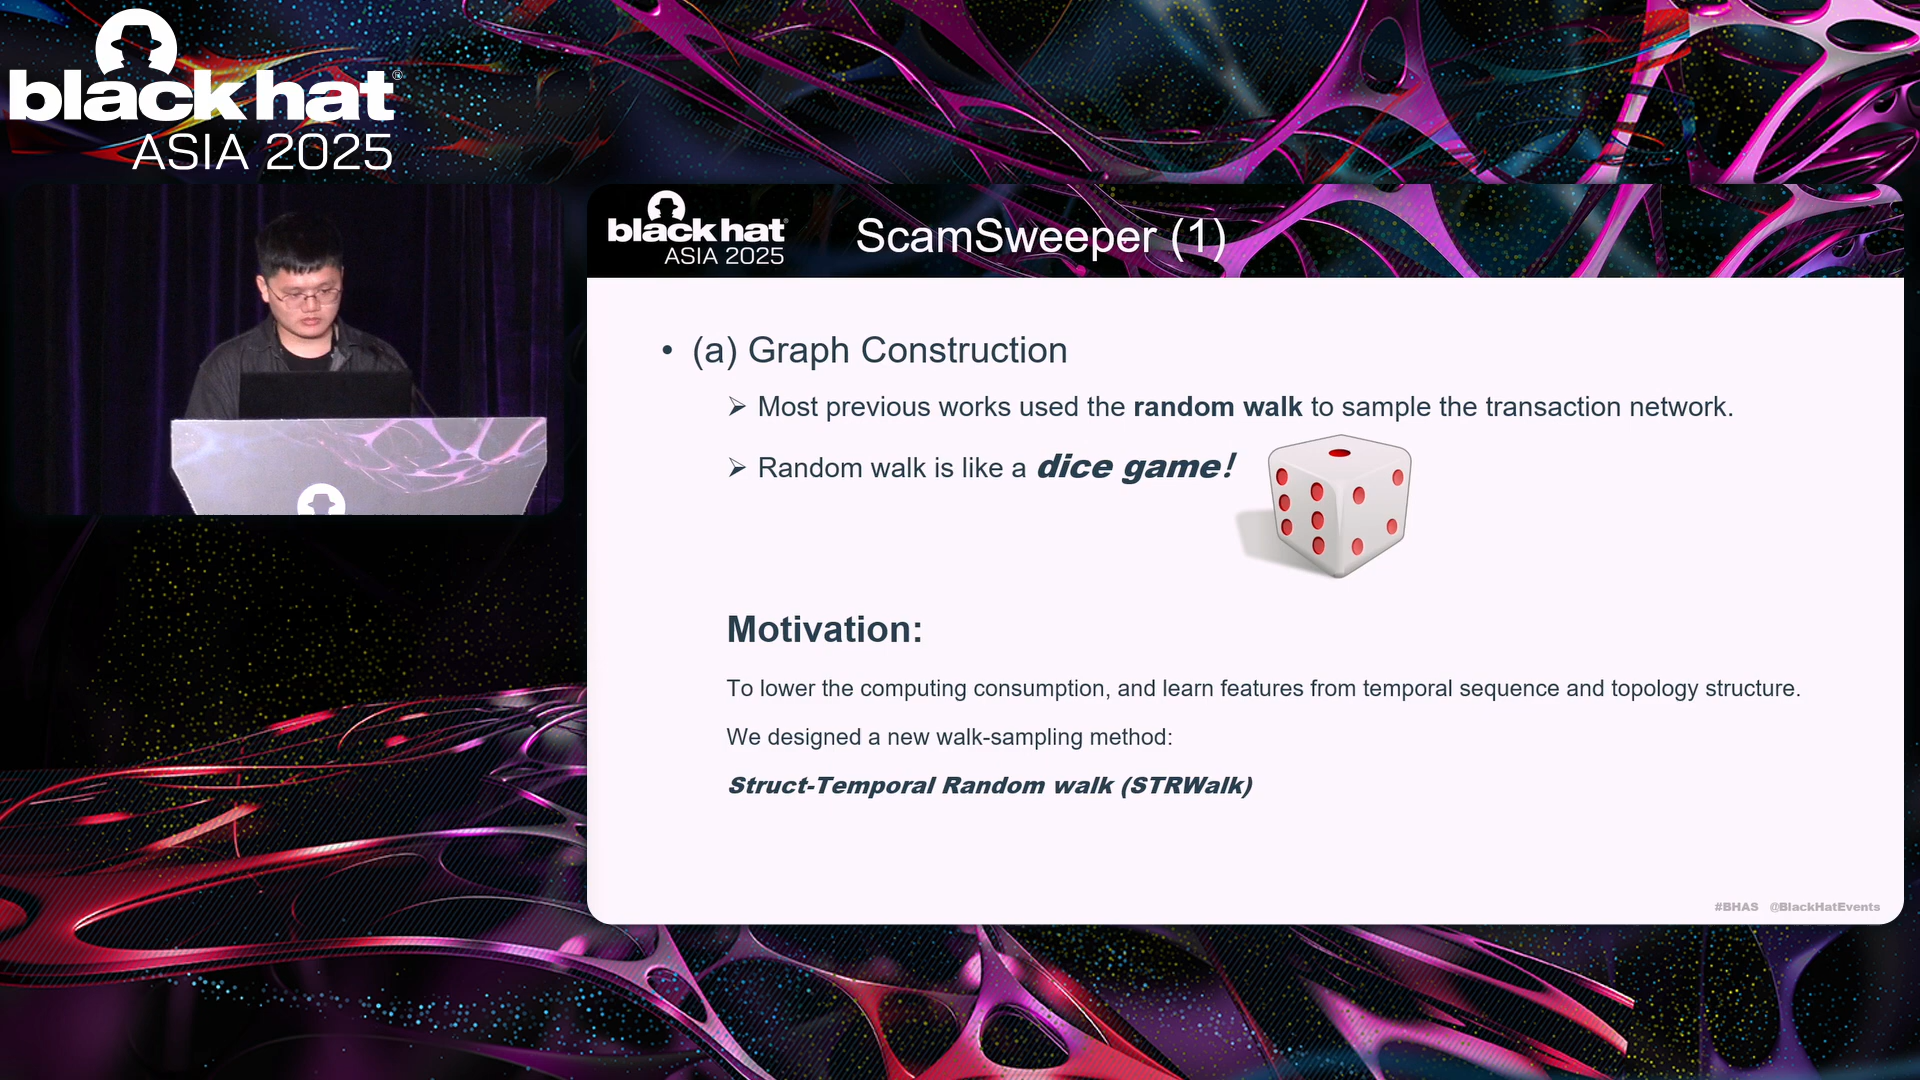 black hat®
ASIA 2025
black hat®
ASIA 2025
ScamSweeper (1)
• (a) Graph Construction
➢ Most previous works used the random walk to sample the transaction network.
➢ Random walk is like a dice game!
Motivation:
To lower the computing consumption, and learn features from temporal sequence and topology structure.
We designed a new walk-sampling method:
Struct-Temporal Random walk (STRWalk)
#BHAS @BlackHatEvents